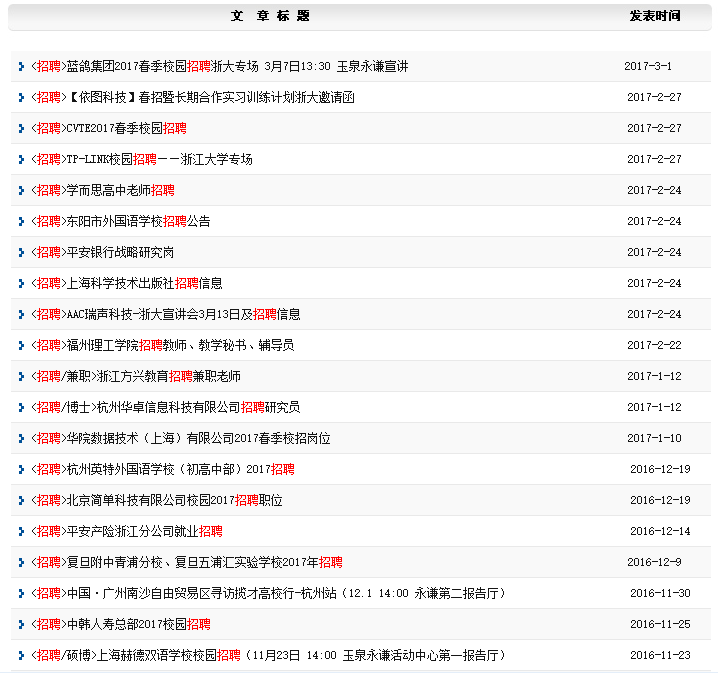 文 章 标 题 发表时间
<招聘>蓝鸽集团2017春季校园招聘浙大专场 3月7日13:30 玉泉永谦宣讲 2017-3-1
<招聘>【依图科技】春招暨长期合作实习训练计划浙大邀请函 2017-2-27
<招聘>CVTE2017春季校园招聘 2017-2-27
<招聘>TP-LINK校园招聘——浙江大学专场 2017-2-27
<招聘>学而思高中老师招聘 2017-2-24
<招聘>东阳市外国语学校招聘公告 2017-2-24
<招聘>平安银行战略研究岗 2017-2-24
<招聘>上海科学技术出版社招聘信息 2017-2-24
<招聘>AAC瑞声科技-浙大宣讲会3月13日及招聘信息 2017-2-24
<招聘>福州理工学院招聘教师、教学秘书、辅导员 2017-2-22
<招聘/兼职>浙江方兴教育招聘兼职老师 2017-1-12
<招聘/博士>杭州华卓信息科技有限公司招聘研究员 2017-1-12
<招聘>华院数据技术（上海）有限公司2017春季校招岗位 2017-1-10
<招聘>杭州英特外国语学校（初高中部）2017招聘 2016-12-19
<招聘>北京简单科技有限公司校园2017招聘职位 2016-12-19
<招聘>平安产险浙江分公司就业招聘 2016-12-14
<招聘>复旦附中青浦分校、复旦五浦汇实验学校2017年招聘 2016-12-9
<招聘>中国·广州南沙自由贸易区寻访揽才高校行-杭州站（12.1 14:00 永谦第二报告厅） 2016-11-30
<招聘>中韩人寿总部2017校园招聘 2016-11-25
<招聘/硕博>上海赫德双语学校校园招聘（11月23日 14:00 玉泉永谦活动中心第一报告厅） 2016-11-23